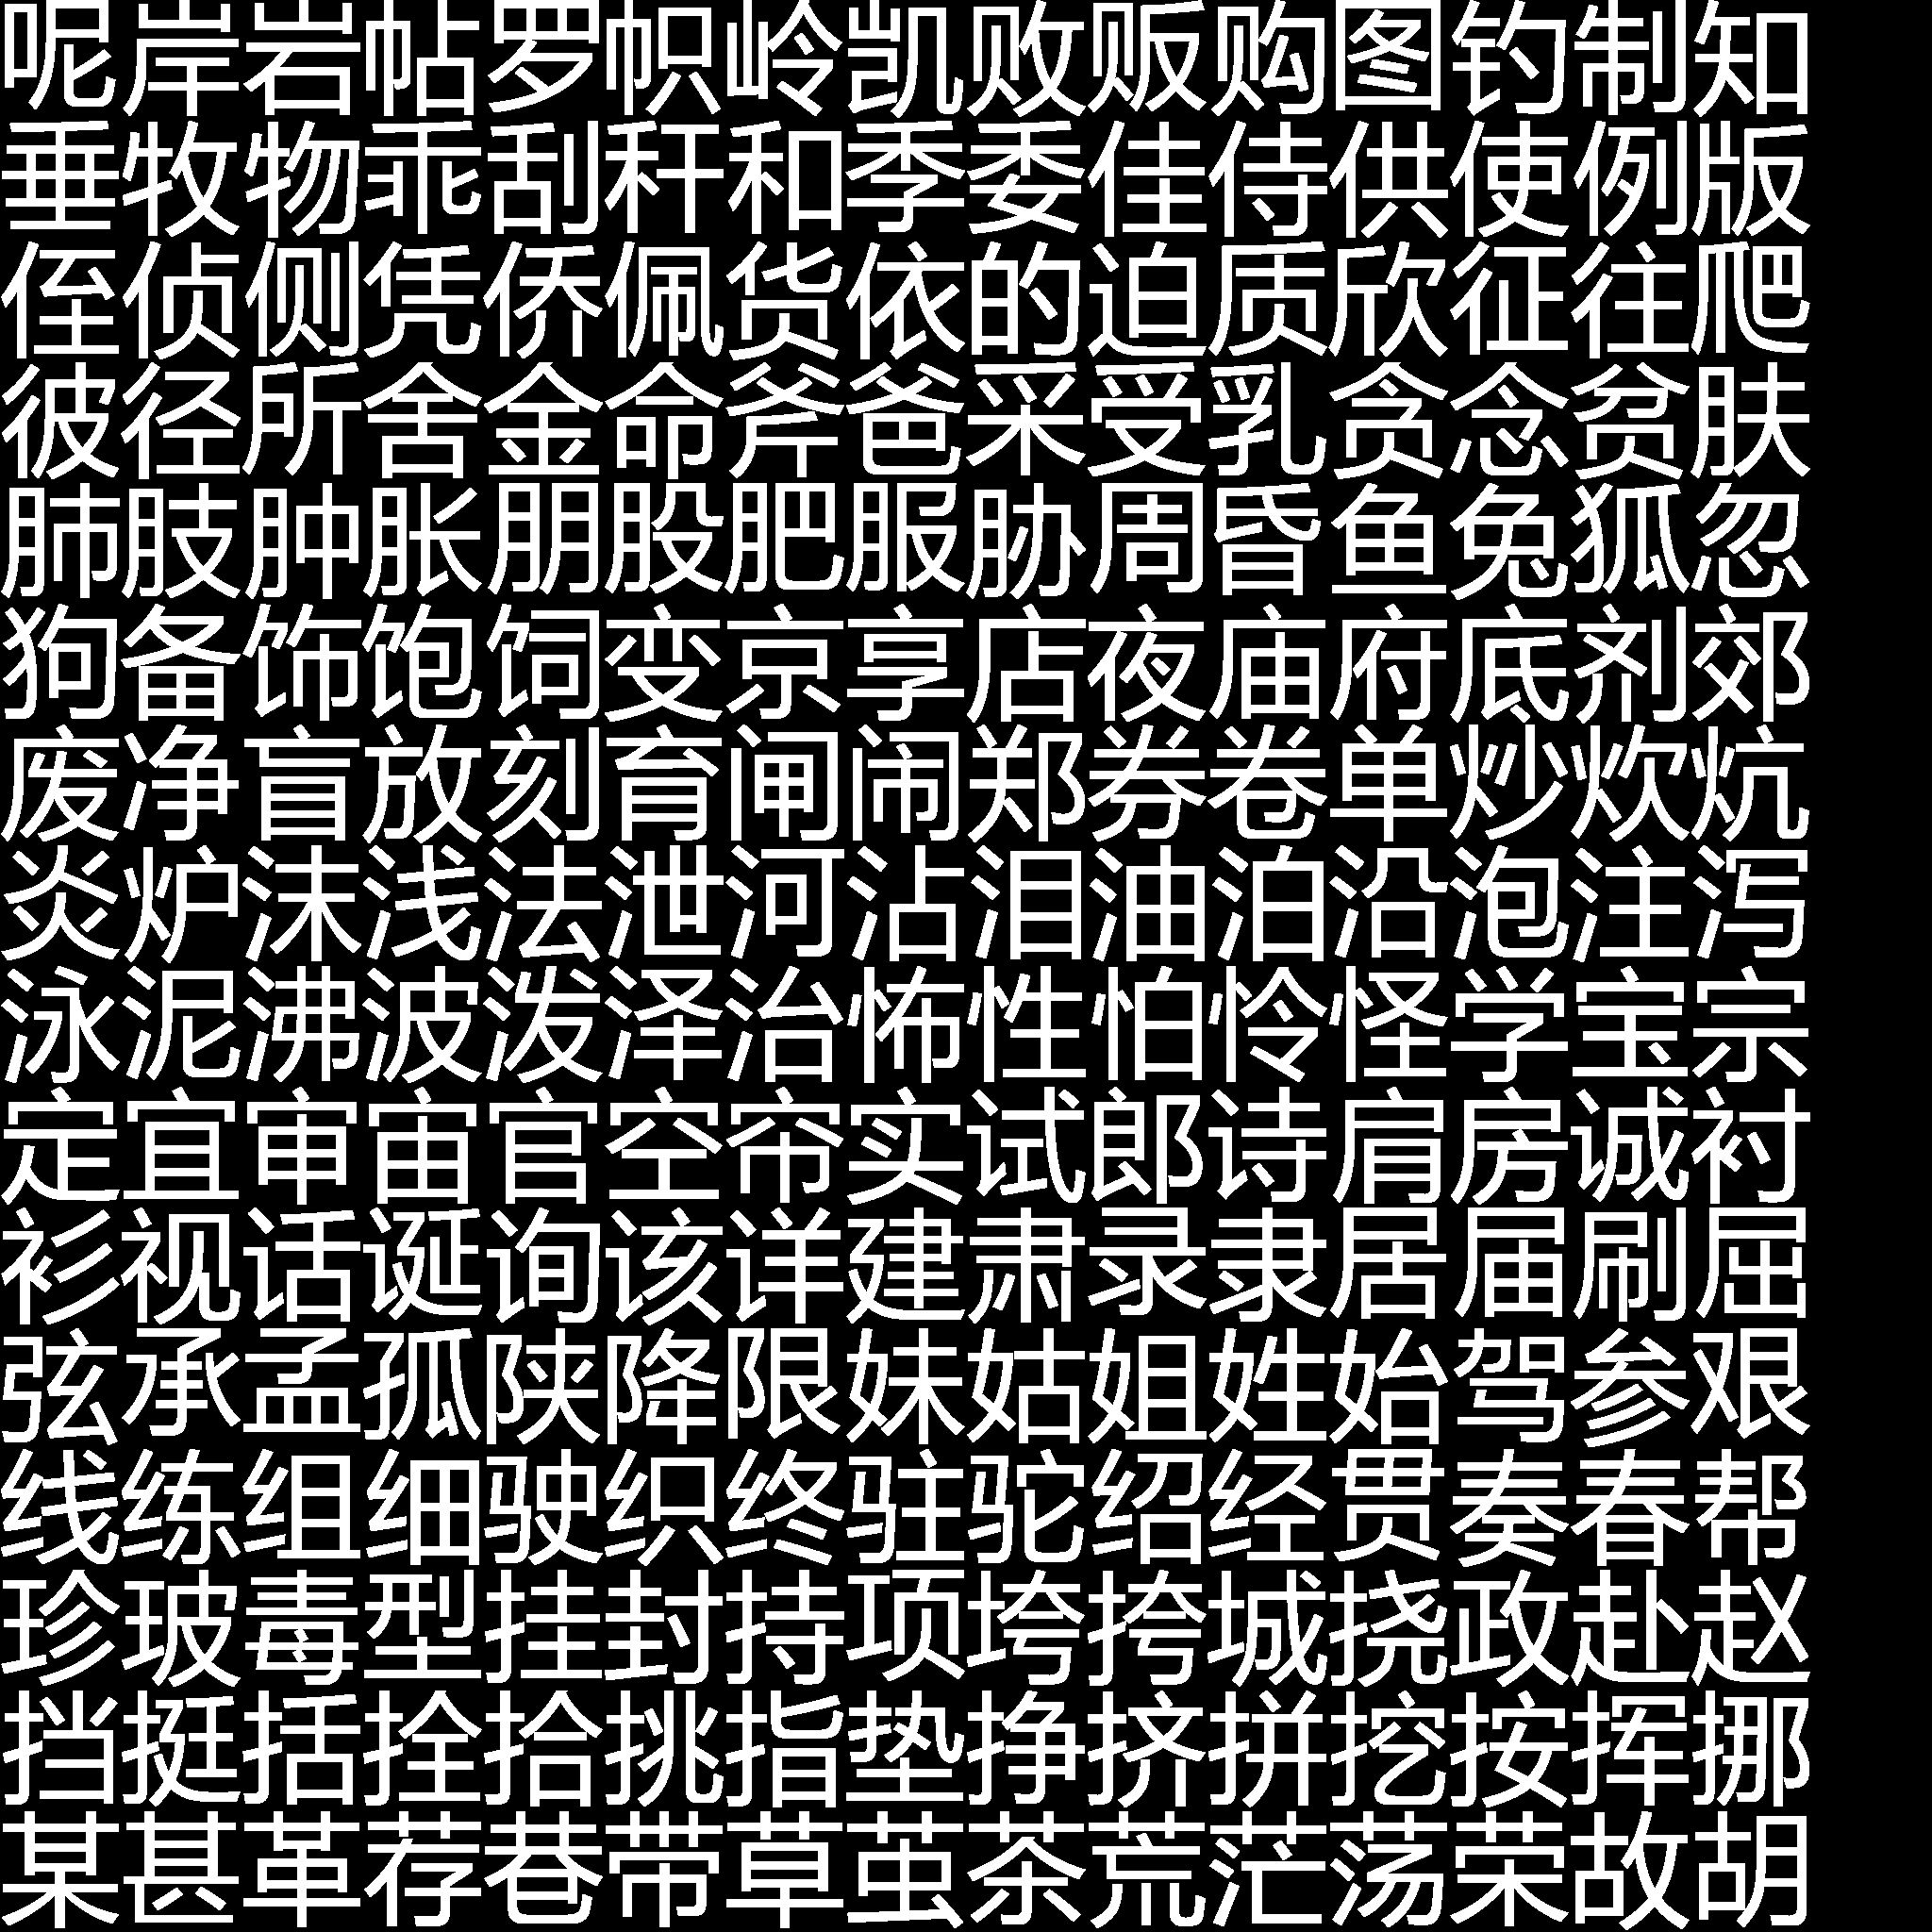 呢岸岩帖罗帜岭凯败贩购图钓制知
垂牧物乖刮秆和季委佳侍供使例版
侄侦侧凭侨佩货依的迫质欣征往爬
彼径所舍金命斧爸采受乳贪念贫肤
肺肢肿胀朋股肥服胁周昏鱼兔狐忽
狗备饰饱饲变京享店夜庙府底剂郊
废净盲放刻育闸闹郑券卷单炒炊炕
炎炉沫浅法泄河沾泪油泊沿泡注泻
泳泥沸波泼泽治怖性怕怜怪学宝宗
定宜审宙官空帘实试郎诗肩房诚衬
衫视话诞询该详建肃录隶居届刷屈
弦承孟孤陕降限妹姑姐姓始驾参艰
线练组细驶织终驻驼绍经贯奏春帮
珍玻毒型挂封持项垮挎城挠政赴赵
挡挺括拴拾挑指垫挣挤拼挖按挥挪
某甚革荐巷带草茧茶荒茫荡荣故胡